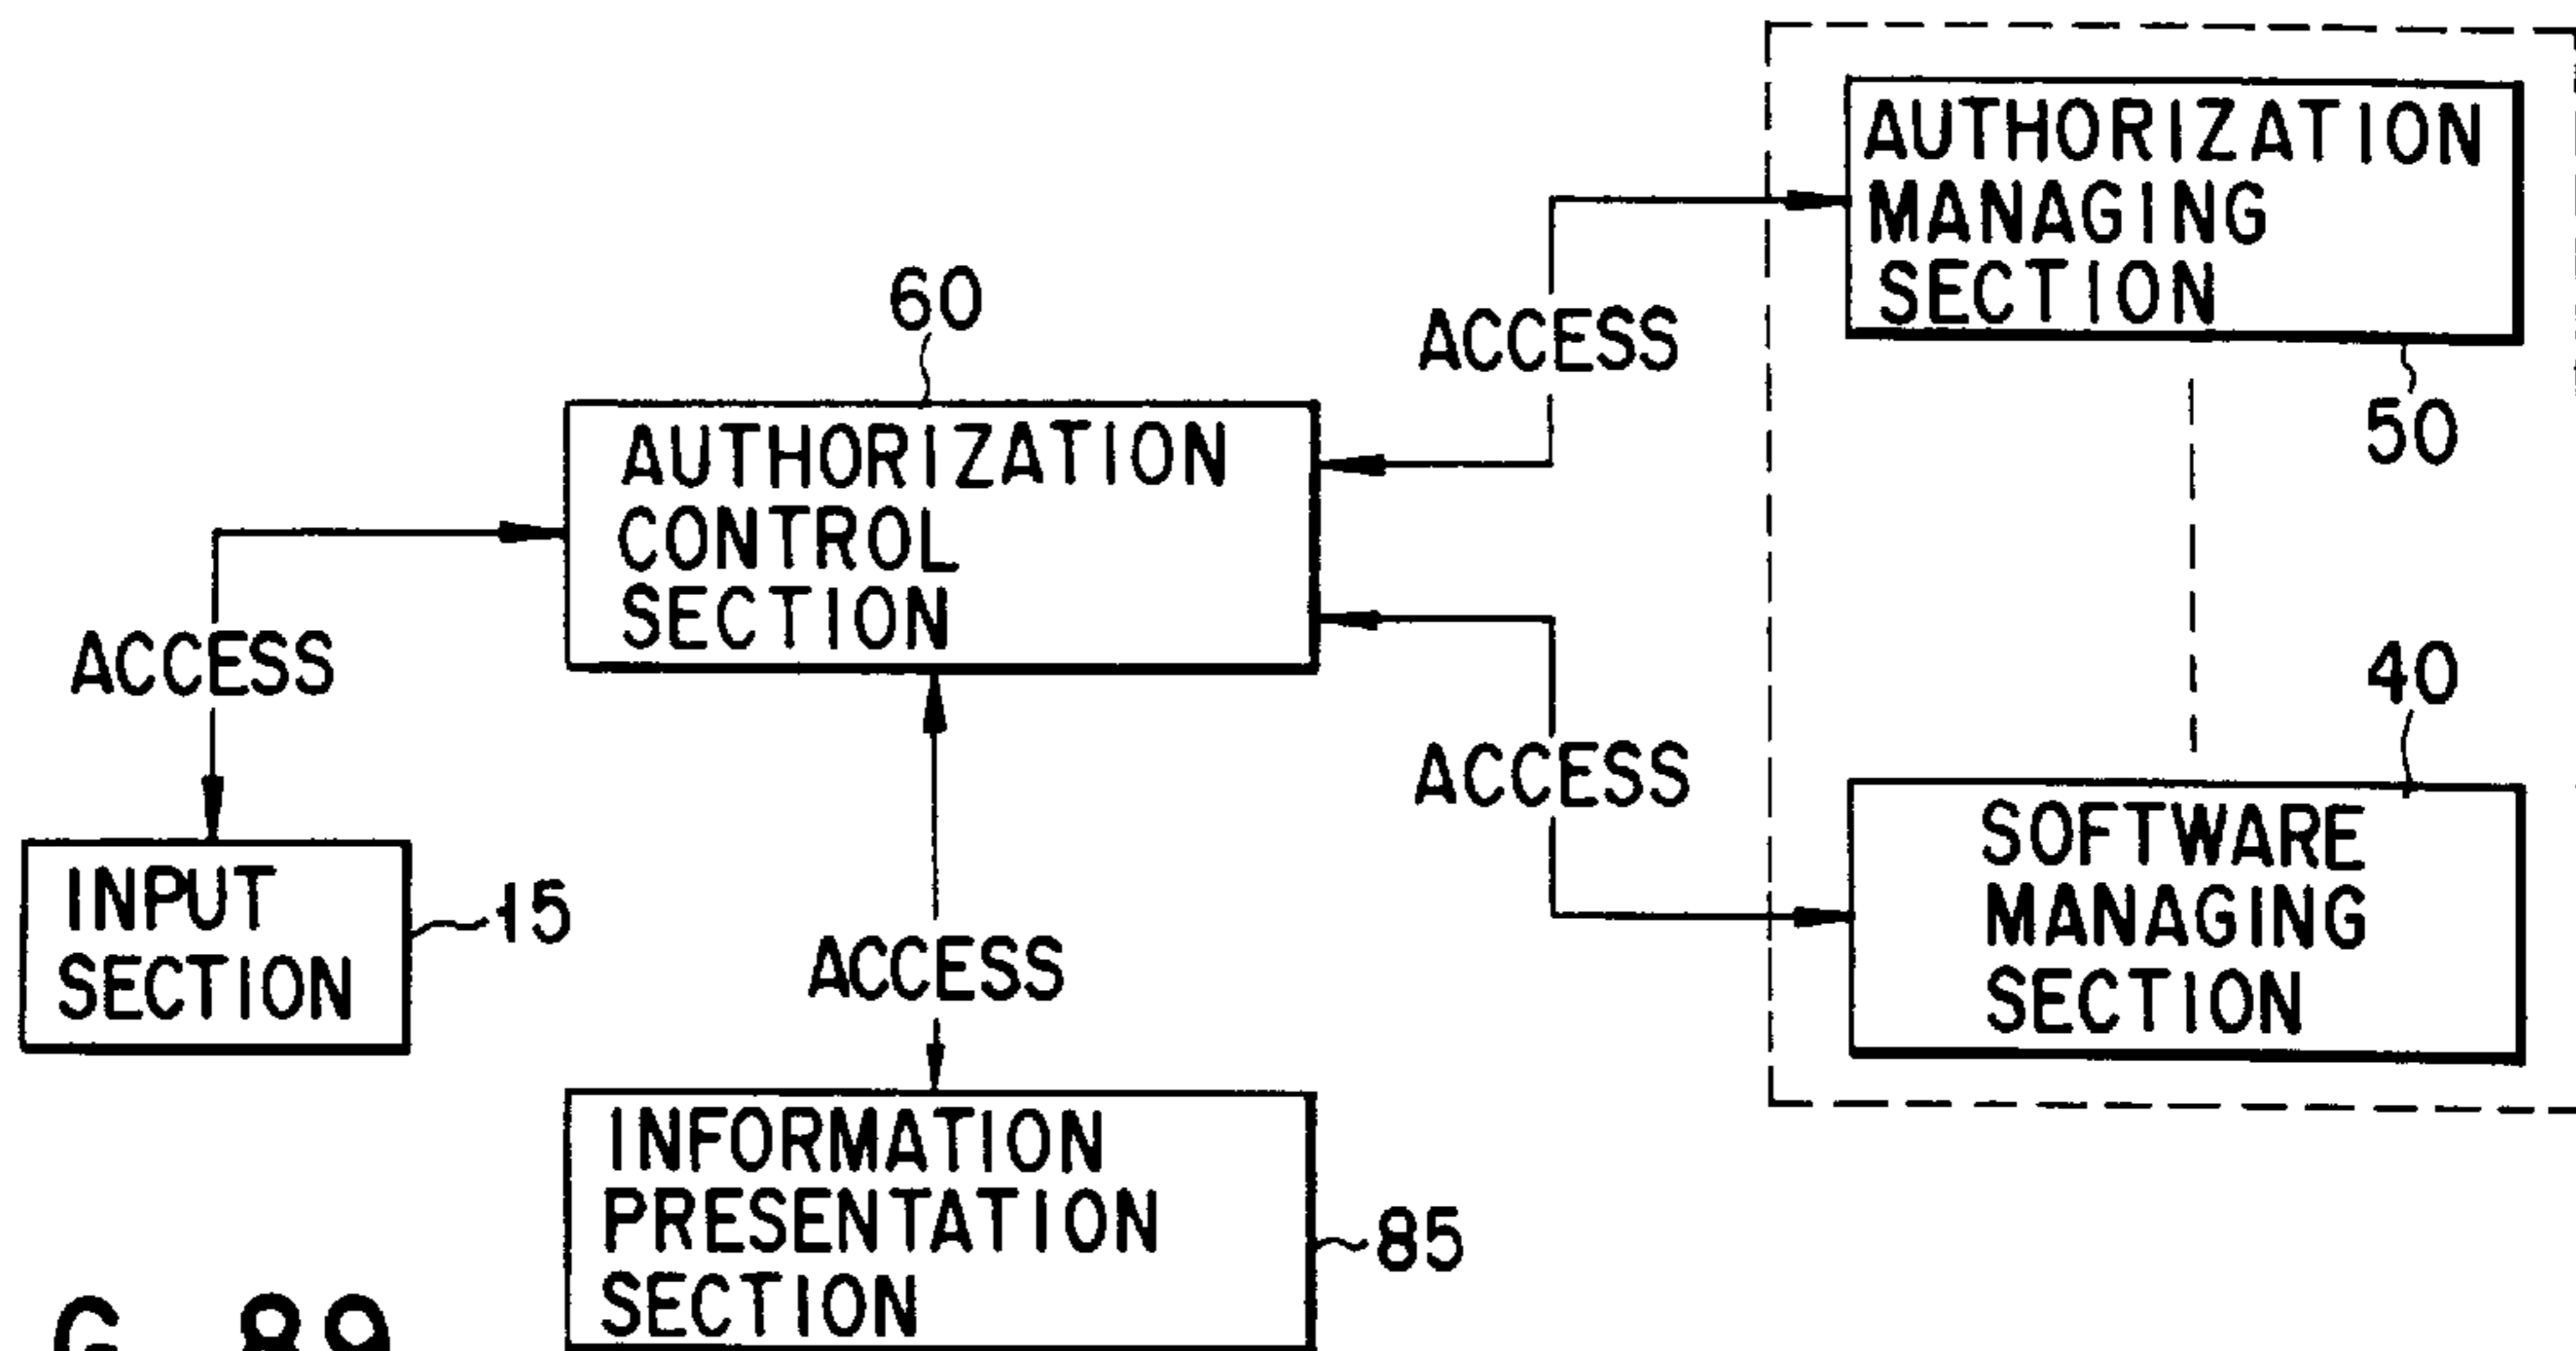 AUTHORIZATION
MANAGING
SECTION
50
60
ACCESS
AUTHORIZATION
CONTROL
SECTION
ACCESS
ACCESS
40
SOFTWARE
MANAGING
SECTION
INPUT
SECTION
15
ACCESS
INFORMATION
PRESENTATION
SECTION
85
G. 89